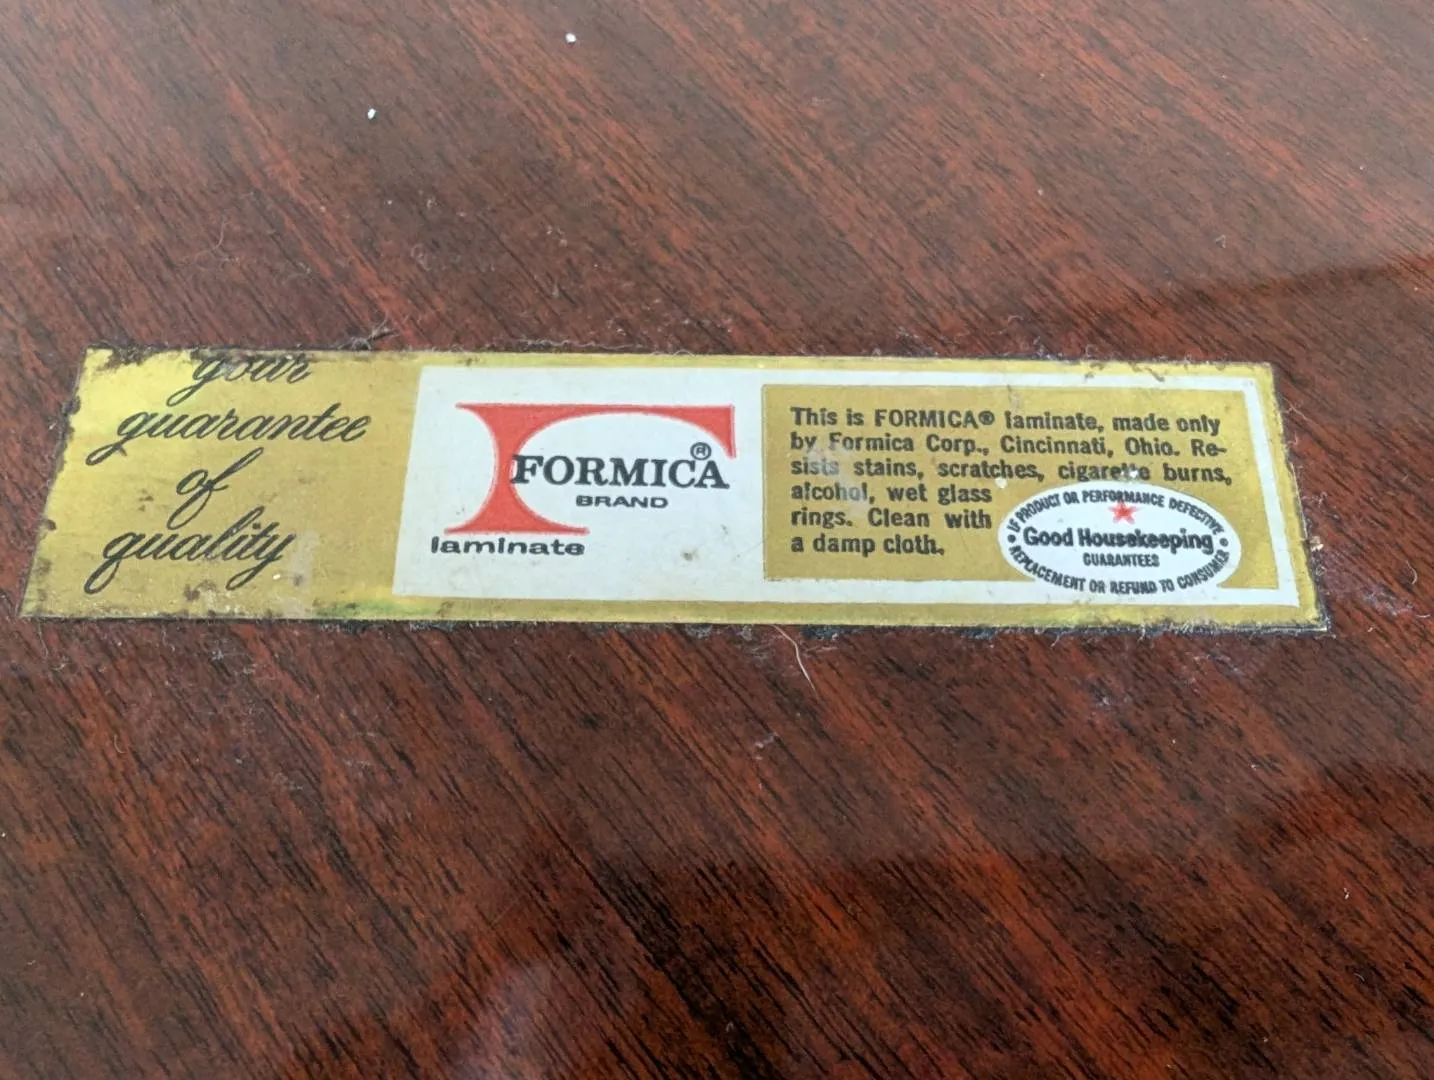 your
guarantee
of
quality
FORMICA®
BRAND
laminate
This is FORMICA® laminate, made only
by Formica Corp., Cincinnati, Ohio. Re-
sists stains, scratches, cigarette burns,
alcohol, wet glass
rings. Clean with
a damp cloth.
IF PRODUCT OR PERFORMANCE DEFECTIVE
Good Housekeeping
GUARANTEES
REPLACEMENT OR REFUND TO CONSUMER